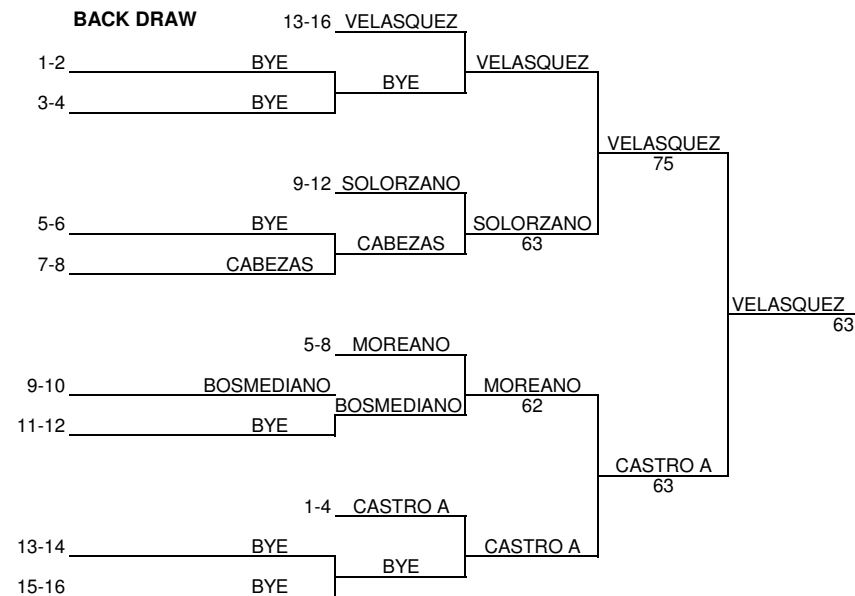 BACK DRAW
13-16 VELASQUEZ
1-2 BYE
VELASQUEZ
BYE
3-4 BYE
VELASQUEZ
75
9-12 SOLORZANO
5-6 BYE
SOLORZANO
CABEZAS
63
7-8 CABEZAS
VELASQUEZ
63
5-8 MOREANO
9-10 BOSMEDIANO
MOREANO
BOSMEDIANO
62
11-12 BYE
CASTRO A
63
1-4 CASTRO A
13-14 BYE
CASTRO A
BYE
15-16 BYE